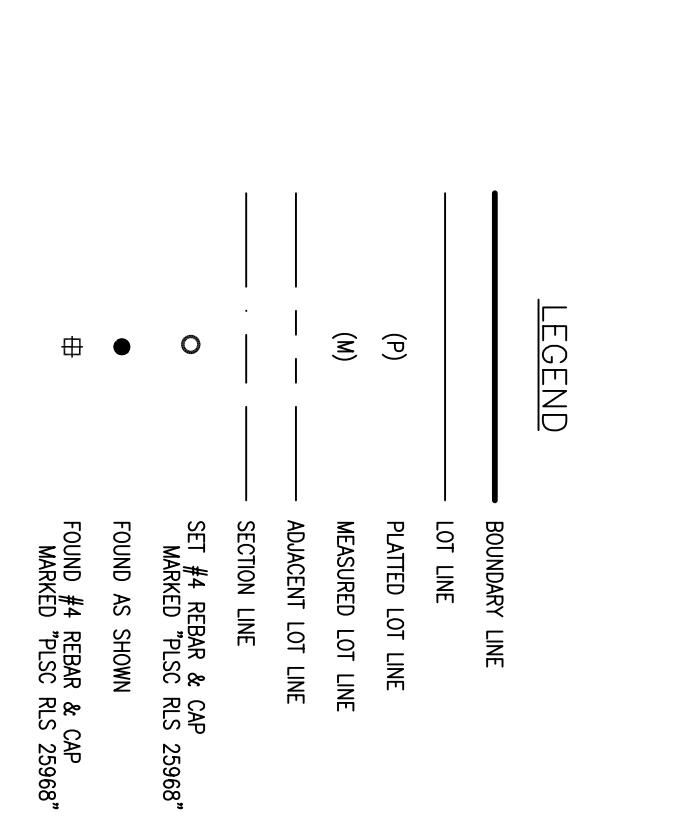 LEGEND
BOUNDARY LINE
LOT LINE
(P) PLATTED LOT LINE
(M) MEASURED LOT LINE
ADJACENT LOT LINE
SECTION LINE
SET #4 REBAR & CAP
MARKED "PLSC RLS 25968"
FOUND AS SHOWN
FOUND #4 REBAR & CAP
MARKED "PLSC RLS 25968"